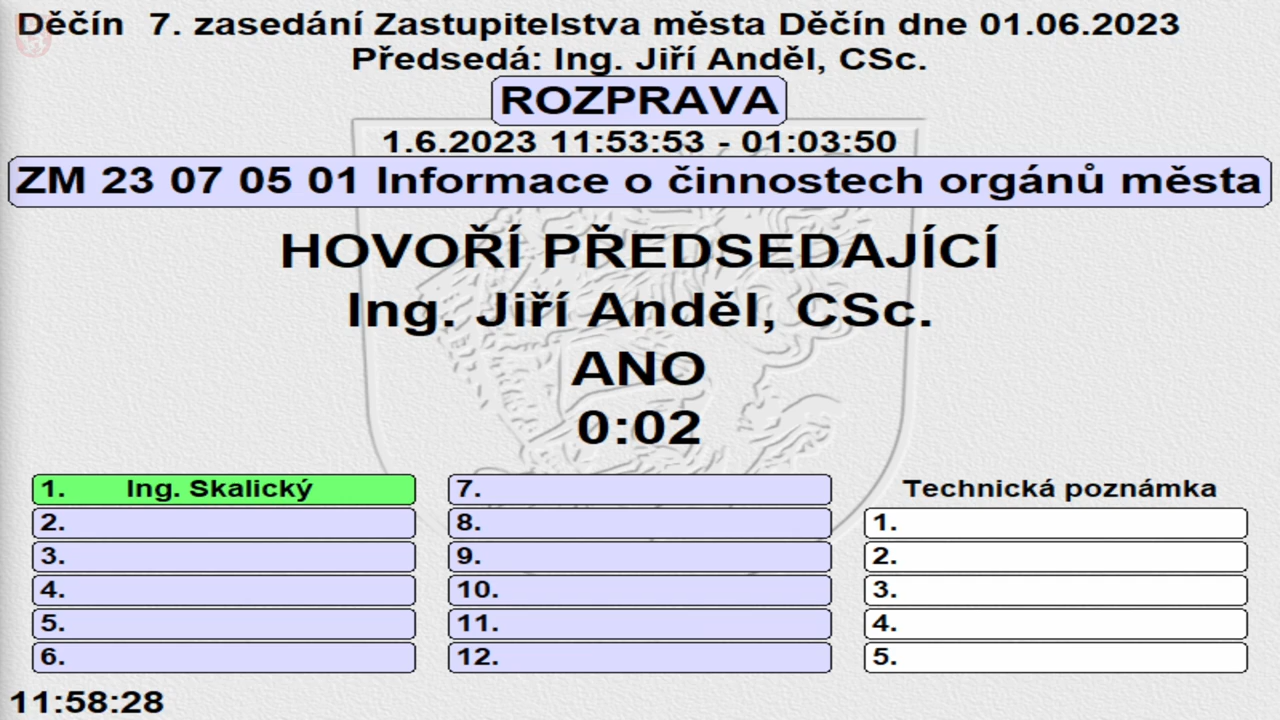 Děčín  7. zasedání Zastupitelstva města Děčín dne 01.06.2023
Předsedá: Ing. Jiří Anděl, CSc.
ROZPRAVA
1.6.2023 11:53:53 - 01:03:50
ZM 23 07 05 01 Informace o činnostech orgánů města
HOVOŘÍ PŘEDSEDAJÍCÍ
Ing. Jiří Anděl, CSc.
ANO
0:02
1. Ing. Skalický
2.
3.
4.
5.
6.
7.
8.
9.
10.
11.
12.
Technická poznámka
1.
2.
3.
4.
5.
11:58:28